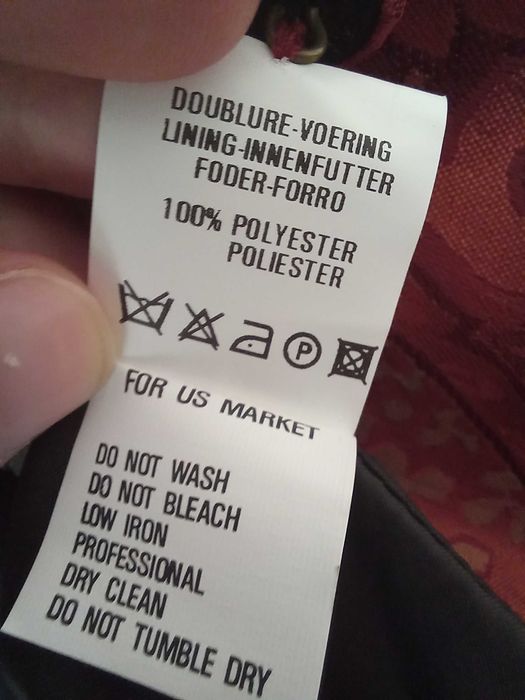 DOUBLURE-VOERING
LINING-INNENFUTTER
FODER-FORRO
100% POLYESTER
POLIESTER
P
FOR US MARKET
DO NOT WASH
DO NOT BLEACH
LOW IRON
PROFESSIONAL
DRY CLEAN
DO NOT TUMBLE DRY